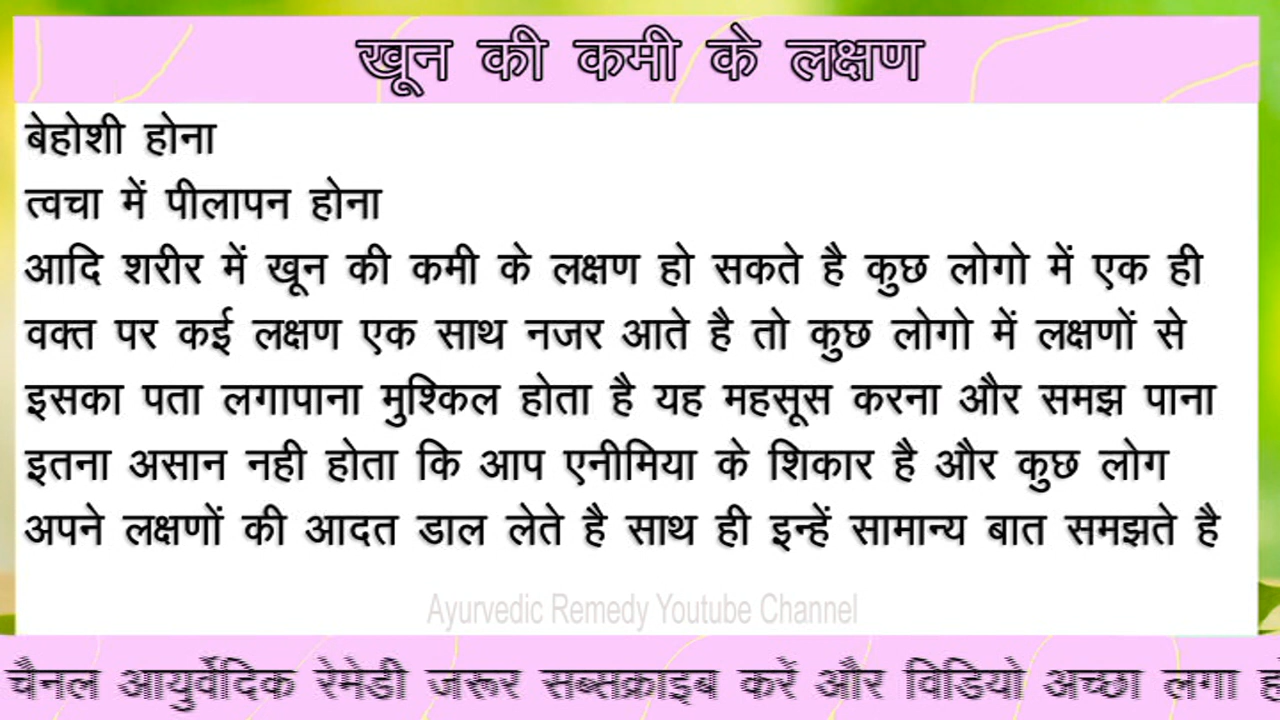 खून की कमी के लक्षण
बेहोशी होना
त्वचा में पीलापन होना
आदि शरीर में खून की कमी के लक्षण हो सकते है कुछ लोगो में एक ही
वक्त पर कई लक्षण एक साथ नजर आते है तो कुछ लोगो में लक्षणों से
इसका पता लगापाना मुश्किल होता है यह महसूस करना और समझ पाना
इतना असान नही होता कि आप एनीमिया के शिकार है और कुछ लोग
अपने लक्षणों की आदत डाल लेते है साथ ही इन्हें सामान्य बात समझते है
Ayurvedic Remedy Youtube Channel
चैनल आयुर्वेदिक रेमेडी जरूर सब्सक्राइब करें और विडियो अच्छा लगा